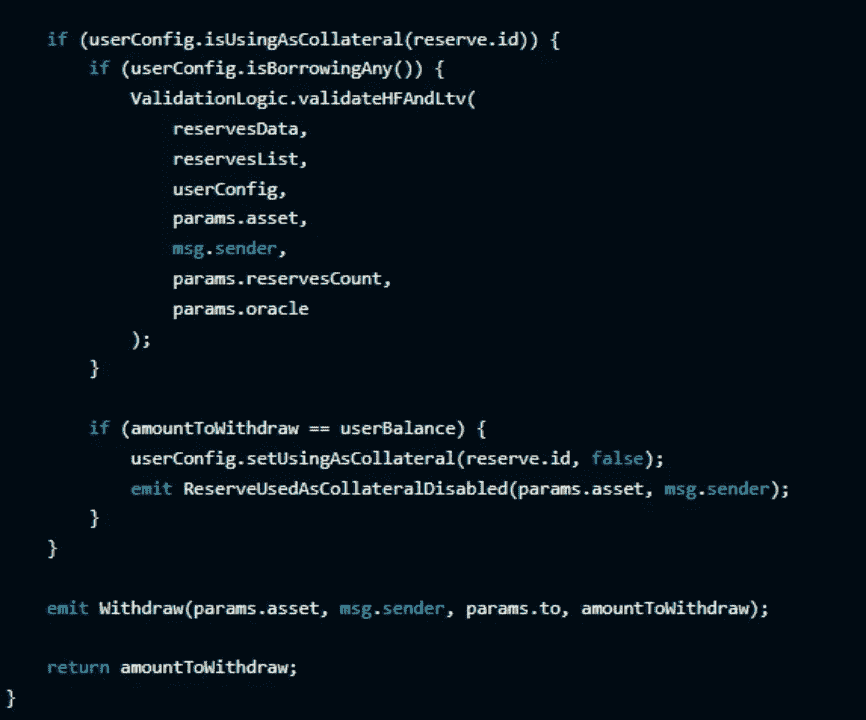 if (userConfig.isUsingAsCollateral(reserve.id)) {
if (userConfig.isBorrowingAny()) {
ValidationLogic.validateHFAndLtv(
reservesData,
reservesList,
userConfig,
params.asset,
msg.sender,
params.reservesCount,
params.oracle
);
}
if (amountToWithdraw == userBalance) {
userConfig.setUsingAsCollateral(reserve.id, false);
emit ReserveUsedAsCollateralDisabled(params.asset, msg.sender);
}
}
emit Withdraw(params.asset, msg.sender, params.to, amountToWithdraw);
return amountToWithdraw;
}